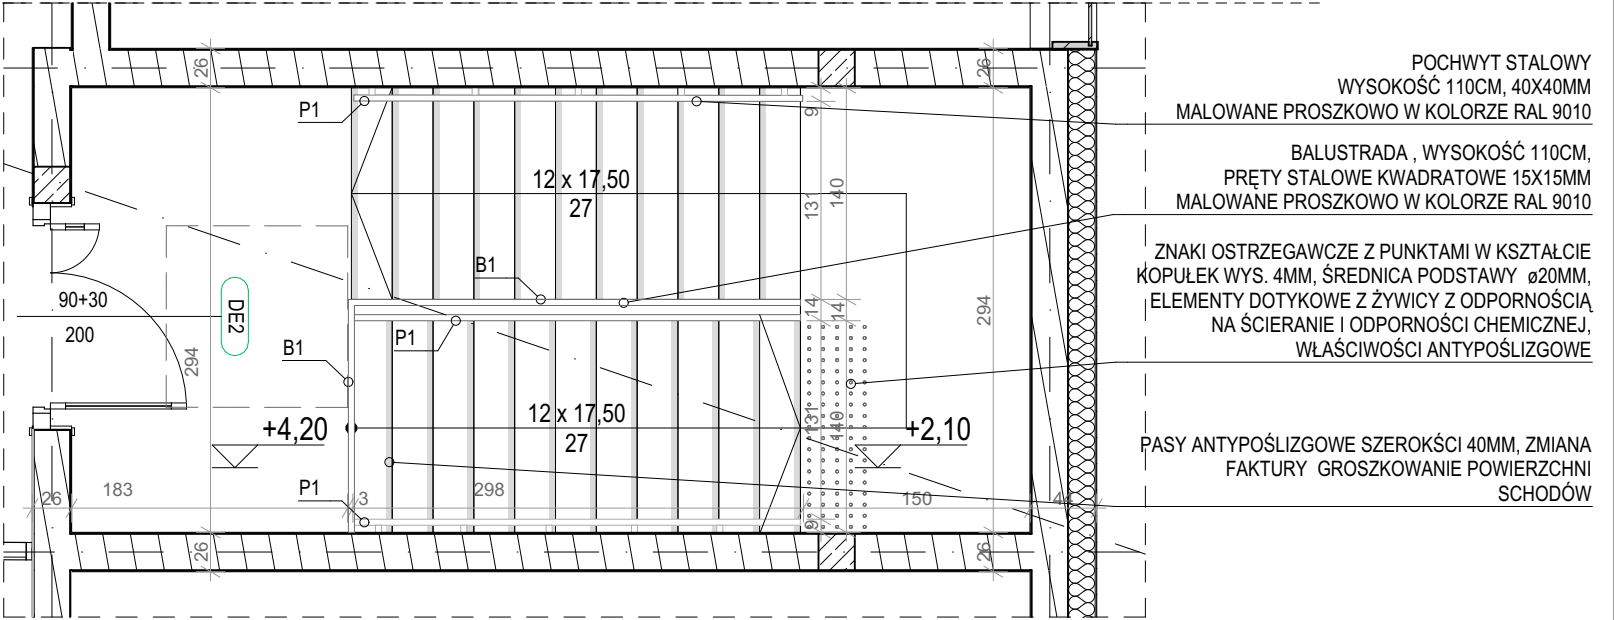 POCHWYT STALOWY
WYSOKOŚĆ 110CM, 40X40MM
MALOWANE PROSZKOWO W KOLORZE RAL 9010
BALUSTRADA , WYSOKOŚĆ 110CM,
PRĘTY STALOWE KWADRATOWE 15X15MM
MALOWANE PROSZKOWO W KOLORZE RAL 9010
ZNAKI OSTRZEGAWCZE Z PUNKTAMI W KSZTAŁCIE
KOPUŁEK WYS. 4MM, ŚREDNICA PODSTAWY ø20MM,
ELEMENTY DOTYKOWE Z ŻYWICY Z ODPORNOŚCIĄ
NA ŚCIERANIE I ODPORNOŚCI CHEMICZNEJ,
WŁAŚCIWOŚCI ANTYPOŚLIZGOWE
PASY ANTYPOŚLIZGOWE SZEROKŚCI 40MM, ZMIANA
FAKTURY GROSZKOWANIE POWIERZCHNI
SCHODÓW
26
26
P1
9
12 x 17,50
27
131
140
B1
90+30
200
DE2
294
14
14
294
P1
B1
12 x 17,50
27
131
140
+4,20
+2,10
26
183
P1
3
298
150
9
26
26